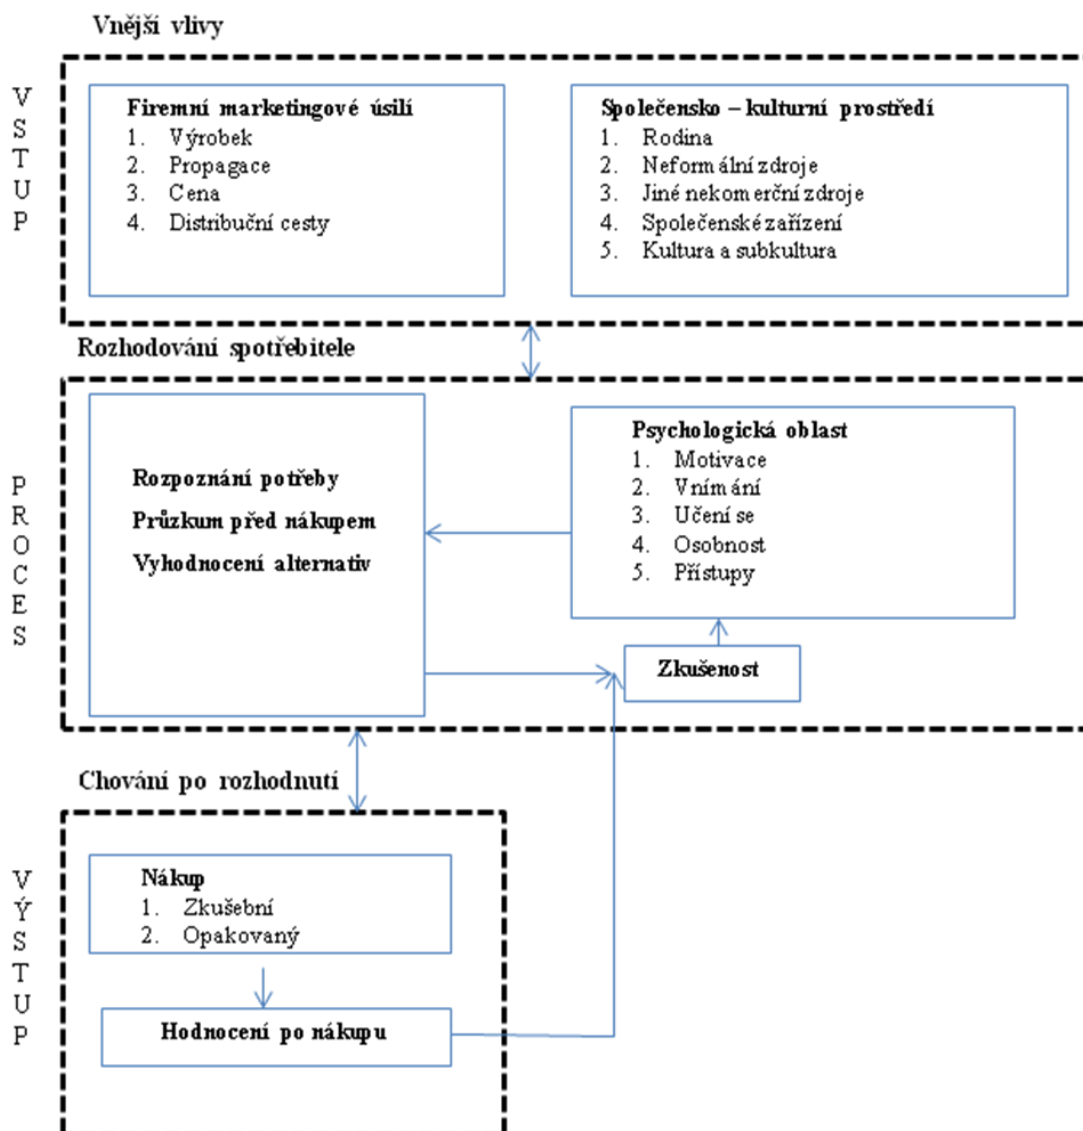 Vnější vlivy
VSTUP
Firemní marketingové úsilí
1. Výrobek
2. Propagace
3. Cena
4. Distribuční cesty
Společensko – kulturní prostředí
1. Rodina
2. Neformální zdroje
3. Jiné nekomerční zdroje
4. Společenské zařízení
5. Kultura a subkultura
Rozhodování spotřebitele
PROCES
Rozpoznání potřeby
Průzkum před nákupem
Vyhodnocení alternativ
Psychologická oblast
1. Motivace
2. Vnímání
3. Učení se
4. Osobnost
5. Přístupy
Zkušenost
Chování po rozhodnutí
VÝSTUP
Nákup
1. Zkušební
2. Opakovaný
Hodnocení po nákupu